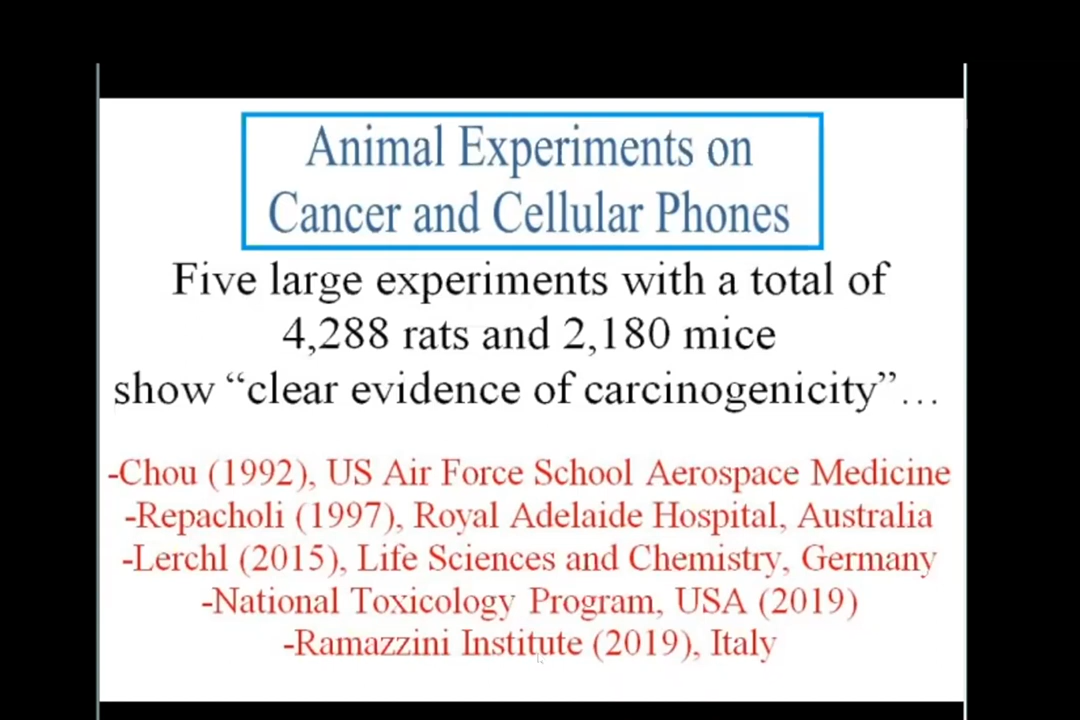 Animal Experiments on
Cancer and Cellular Phones
Five large experiments with a total of
4,288 rats and 2,180 mice
show “clear evidence of carcinogenicity”...
-Chou (1992), US Air Force School Aerospace Medicine
-Repacholi (1997), Royal Adelaide Hospital, Australia
-Lerchl (2015), Life Sciences and Chemistry, Germany
-National Toxicology Program, USA (2019)
-Ramazzini Institute (2019), Italy